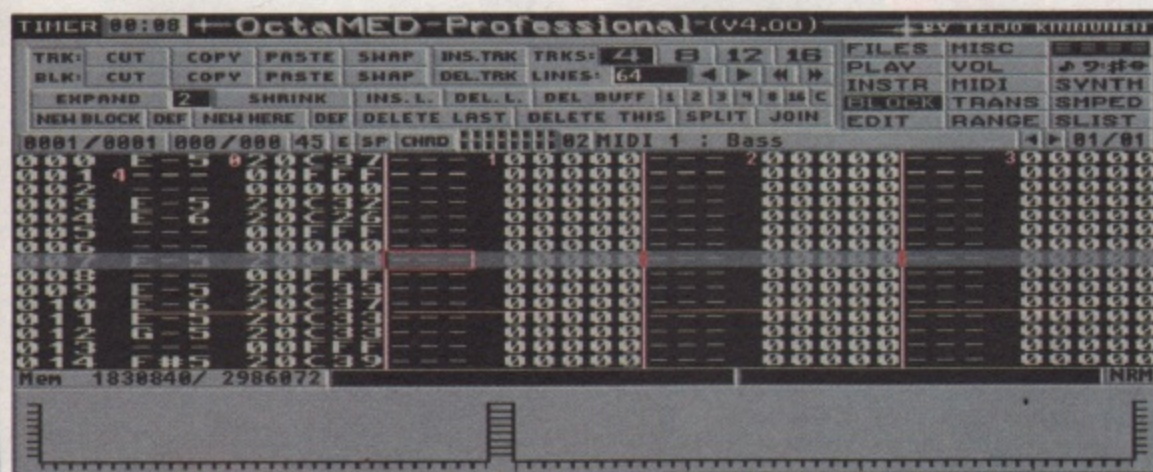 TIMER 00:08 OctaMED-Professional-(V4.00) BY TEIJO KINNUNEN
TRK: CUT COPY PASTE SWAP INS.TRK TRKS: 4 8 12 16 FILES MISC
BLK: CUT COPY PASTE SWAP DEL.TRK LINES: 64 PLAY VOL
EXPAND 2 SHRINK INS.L. DEL.L. DEL BUFF 1 2 3 4 8 16 C INSTR MIDI SYNTH
NEW BLOCK DEF NEW HERE DEF DELETE LAST DELETE THIS SPLIT JOIN BLOCK TRANS SMPED
EDIT RANGE SLIST
0001/0001 000/000 45 E SP CHRD 02 MIDI 1 : Bass 01/01
000 E-5 0 20C37 --- 1 00000 --- 2 00000 --- 3 00000
001 4 --- 00FFF --- 00000 --- 00000 --- 00000
002 --- 00000 --- 00000 --- 00000 --- 00000
003 E-5 20C32 --- 00000 --- 00000 --- 00000
004 E-6 20C26 --- 00000 --- 00000 --- 00000
005 --- 00FFF --- 00000 --- 00000 --- 00000
006 --- 00000 --- 00000 --- 00000 --- 00000
007 E-5
008 --- 00FFF --- 00000 --- 00000 --- 00000
009 E-5 20C33 --- 00000 --- 00000 --- 00000
010 E-6 20C37 --- 00000 --- 00000 --- 00000
011 20C33 --- 00000 --- 00000 --- 00000
012 G-5 20C33 --- 00000 --- 00000 --- 00000
013 --- 00FFF --- 00000 --- 00000 --- 00000
014 F#5 20C39 --- 00000 --- 00000 --- 00000
Mem 1830840/ 2986072 NRM